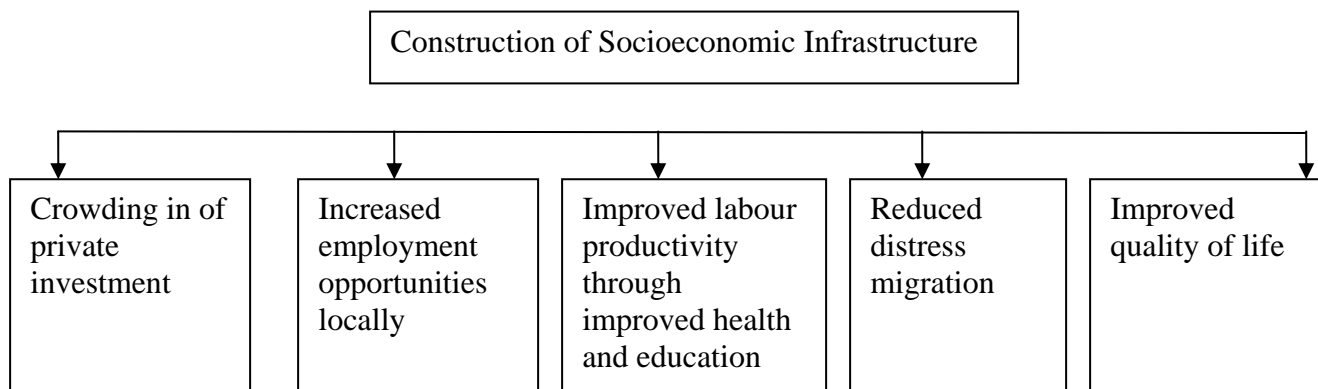 Construction of Socioeconomic Infrastructure
Crowding in of
private
investment
Increased
employment
opportunities
locally
Improved labour
productivity
through
improved health
and education
Reduced
distress
migration
Improved
quality of life